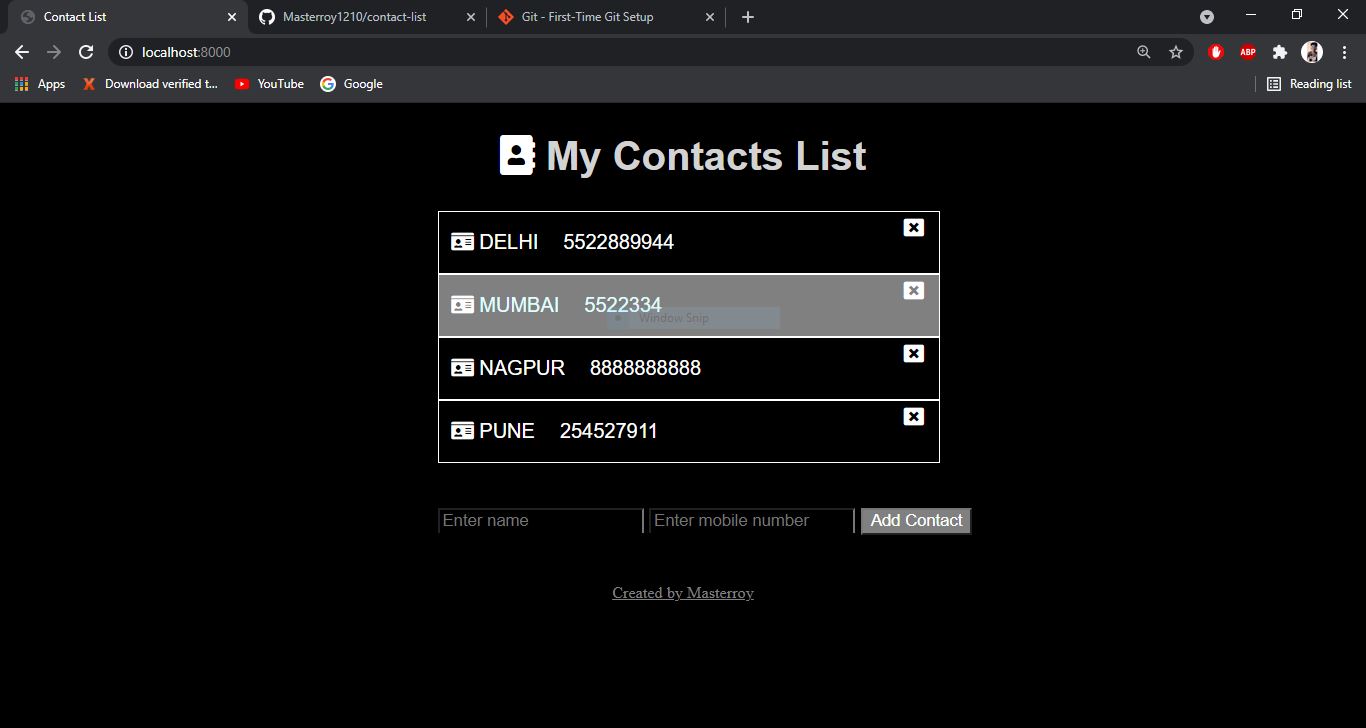 Contact List
Masterroy1210/contact-list
Git - First-Time Git Setup
localhost:8000
ABP
Apps
Download verified t...
YouTube
Google
Reading list
My Contacts List
DELHI 5522889944
MUMBAI 5522334
Window Snip
NAGPUR 8888888888
PUNE 254527911
Enter name
Enter mobile number
Add Contact
Created by Masterroy